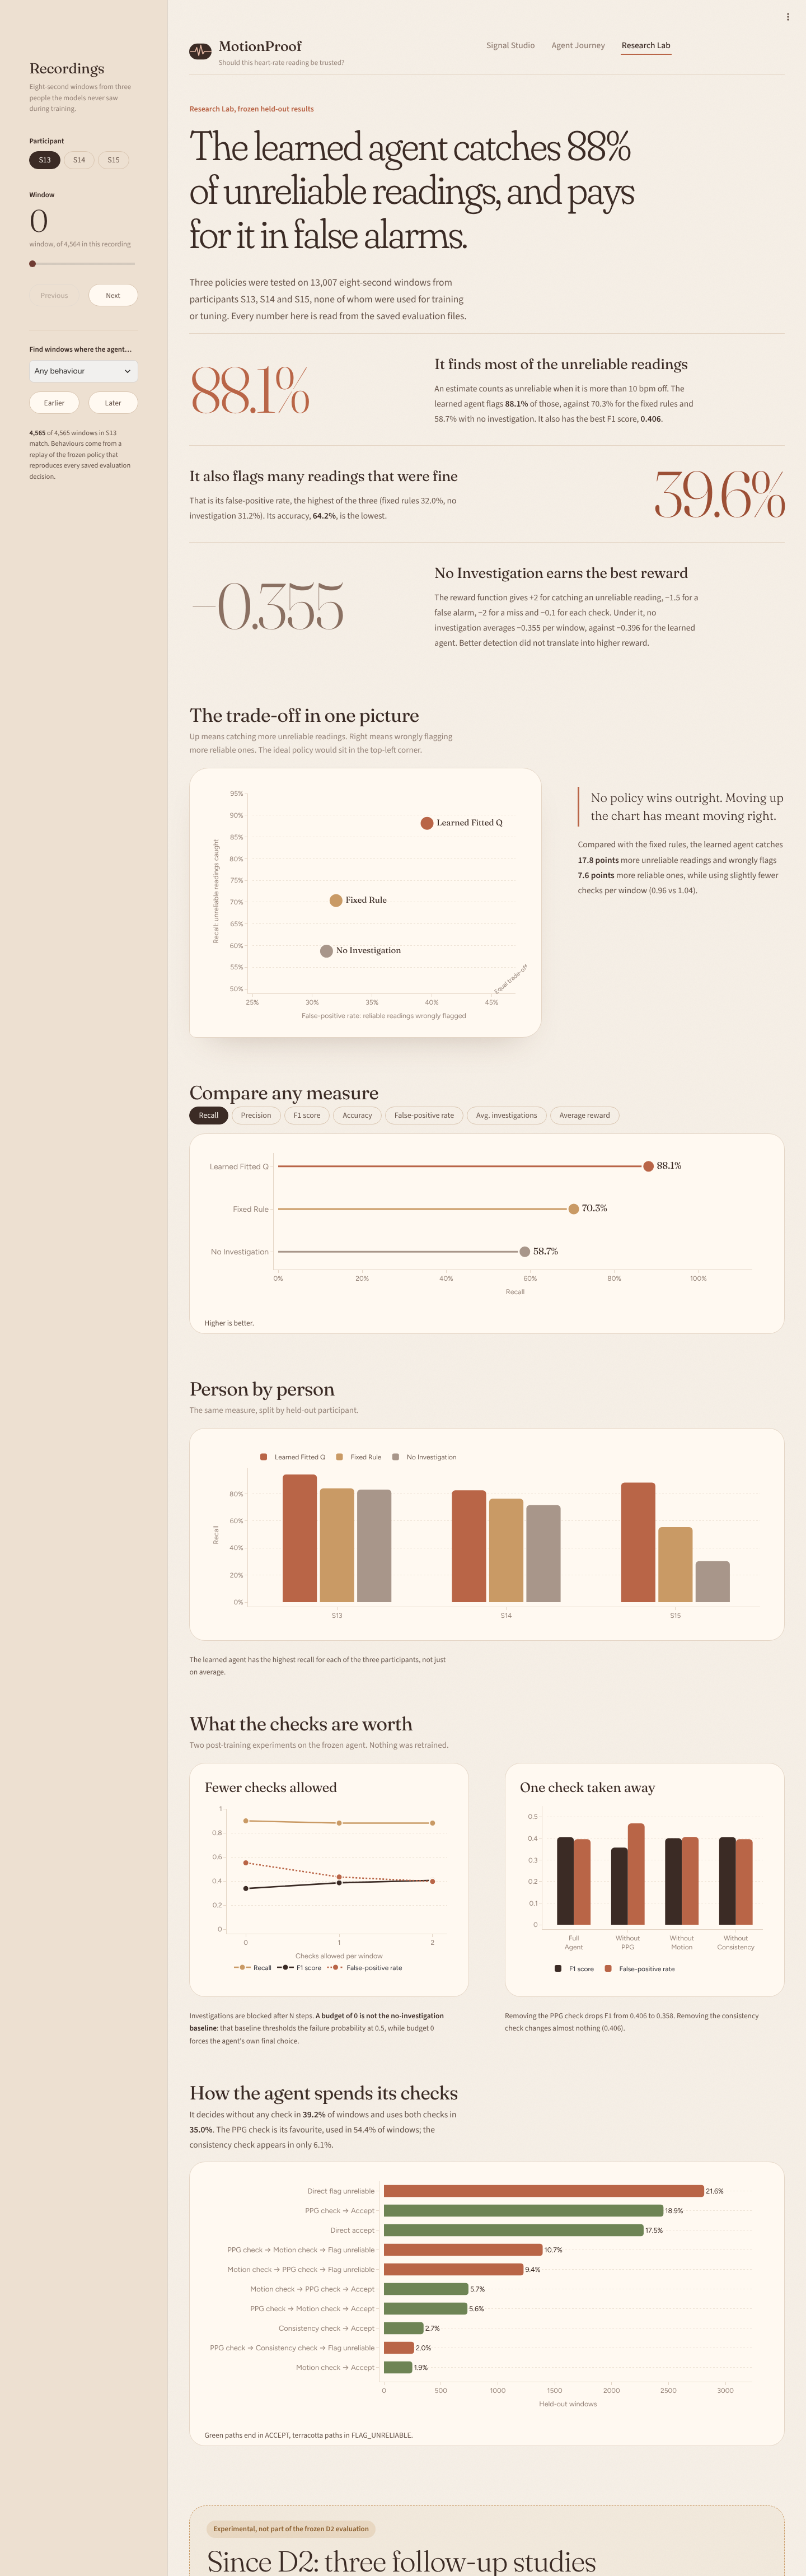 Recordings
Eight-second windows from three
people the models never saw
during training.
Participant
S13
S14
S15
Window
0
window, of 4,564 in this recording
Previous
Next
Find windows where the agent…
Any behaviour
Earlier
Later
4,565 of 4,565 windows in S13
match. Behaviours come from a
replay of the frozen policy that
reproduces every saved evaluation
decision.
MotionProof
Should this heart-rate reading be trusted?
Signal Studio
Agent Journey
Research Lab
Research Lab, frozen held-out results
The learned agent catches 88%
of unreliable readings, and pays
for it in false alarms.
Three policies were tested on 13,007 eight-second windows from
participants S13, S14 and S15, none of whom were used for training
or tuning. Every number here is read from the saved evaluation files.
88.1%
It finds most of the unreliable readings
An estimate counts as unreliable when it is more than 10 bpm off. The
learned agent flags 88.1% of those, against 70.3% for the fixed rules and
58.7% with no investigation. It also has the best F1 score, 0.406.
It also flags many readings that were fine
That is its false-positive rate, the highest of the three (fixed rules 32.0%, no
investigation 31.2%). Its accuracy, 64.2%, is the lowest.
39.6%
−0.355
No Investigation earns the best reward
The reward function gives +2 for catching an unreliable reading, −1.5 for a
false alarm, −2 for a miss and −0.1 for each check. Under it, no
investigation averages −0.355 per window, against −0.396 for the learned
agent. Better detection did not translate into higher reward.
The trade-off in one picture
Up means catching more unreliable readings. Right means wrongly flagging
more reliable ones. The ideal policy would sit in the top-left corner.
95%
90%
85%
80%
75%
70%
65%
60%
55%
50%
Recall: unreliable readings caught
Learned Fitted Q
Fixed Rule
No Investigation
Equal trade-off
25%
30%
35%
40%
45%
False-positive rate: reliable readings wrongly flagged
No policy wins outright. Moving up
the chart has meant moving right.
Compared with the fixed rules, the learned agent catches
17.8 points more unreliable readings and wrongly flags
7.6 points more reliable ones, while using slightly fewer
checks per window (0.96 vs 1.04).
Compare any measure
Recall
Precision
F1 score
Accuracy
False-positive rate
Avg. investigations
Average reward
Learned Fitted Q
88.1%
Fixed Rule
70.3%
No Investigation
58.7%
0%
20%
40%
60%
80%
100%
Recall
Higher is better.
Person by person
The same measure, split by held-out participant.
Learned Fitted Q
Fixed Rule
No Investigation
80%
60%
40%
20%
0%
Recall
S13
S14
S15
The learned agent has the highest recall for each of the three participants, not just
on average.
What the checks are worth
Two post-training experiments on the frozen agent. Nothing was retrained.
Fewer checks allowed
1
0.8
0.6
0.4
0.2
0
0
1
2
Checks allowed per window
Recall
F1 score
False-positive rate
Investigations are blocked after N steps. A budget of 0 is not the no-investigation
baseline: that baseline thresholds the failure probability at 0.5, while budget 0
forces the agent's own final choice.
One check taken away
0.5
0.4
0.3
0.2
0.1
0
Full
Agent
Without
PPG
Without
Motion
Without
Consistency
F1 score
False-positive rate
Removing the PPG check drops F1 from 0.406 to 0.358. Removing the consistency
check changes almost nothing (0.406).
How the agent spends its checks
It decides without any check in 39.2% of windows and uses both checks in
35.0%. The PPG check is its favourite, used in 54.4% of windows; the
consistency check appears in only 6.1%.
Direct flag unreliable
21.6%
PPG check → Accept
18.9%
Direct accept
17.5%
PPG check → Motion check → Flag unreliable
10.7%
Motion check → PPG check → Flag unreliable
9.4%
Motion check → PPG check → Accept
5.7%
PPG check → Motion check → Accept
5.6%
Consistency check → Accept
2.7%
PPG check → Consistency check → Flag unreliable
2.0%
Motion check → Accept
1.9%
0
500
1000
1500
2000
2500
3000
Held-out windows
Green paths end in ACCEPT, terracotta paths in FLAG_UNRELIABLE.
Experimental, not part of the frozen D2 evaluation
Since D2: three follow-up studies